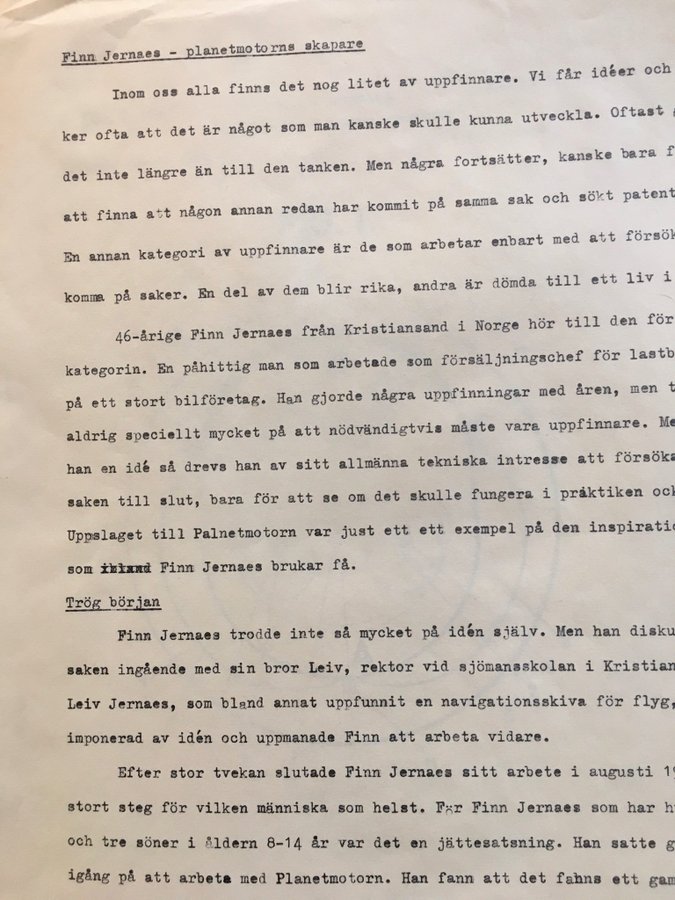 Finn Jernaes - planetmotorns skapare
Inom oss alla finns det nog litet av uppfinnare. Vi får idéer och
ker ofta att det är något som man kanske skulle kunna utveckla. Oftast
det inte längre än till den tanken. Men några fortsätter, kanske bara f
att finna att någon annan redan har kommit på samma sak och sökt patent
En annan kategori av uppfinnare är de som arbetar enbart med att försök
komma på saker. En del av dem blir rika, andra är dömda till ett liv i
46-årige Finn Jernaes från Kristiansand i Norge hör till den för
kategorin. En påhittig man som arbetade som försäljningschef för lastb
på ett stort bilföretag. Han gjorde några uppfinningar med åren, men t
aldrig speciellt mycket på att nödvändigtvis måste vara uppfinnare. Me
han en idé så drevs han av sitt allmänna tekniska intresse att försöka
saken till slut, bara för att se om det skulle fungera i praktiken och
Uppslaget till Palnetmotorn var just ett ett exempel på den inspiratio
som Finn Jernaes brukar få.
Trög början
Finn Jernaes trodde inte så mycket på idén själv. Men han disku
saken ingående med sin bror Leiv, rektor vid sjömansskolan i Kristian
Leiv Jernaes, som bland annat uppfunnit en navigationsskiva för flyg,
imponerad av idén och uppmanade Finn att arbeta vidare.
Efter stor tvekan slutade Finn Jernaes sitt arbete i augusti 19
stort steg för vilken människa som helst. För Finn Jernaes som har h
och tre söner i åldern 8-14 år var det en jättesatsning. Han satte g
igång på att arbeta med Planetmotorn. Han fann att det fahns ett gam